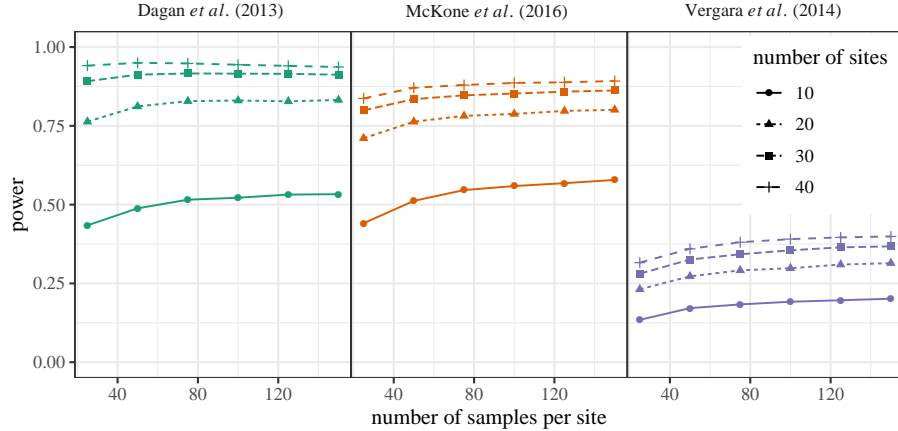 Dagan et al. (2013)
McKone et al. (2016)
Vergara et al. (2014)
1.00
0.75
0.50
0.25
0.00
power
number of sites
10
20
30
40
40 80 120
40 80 120
40 80 120
number of samples per site